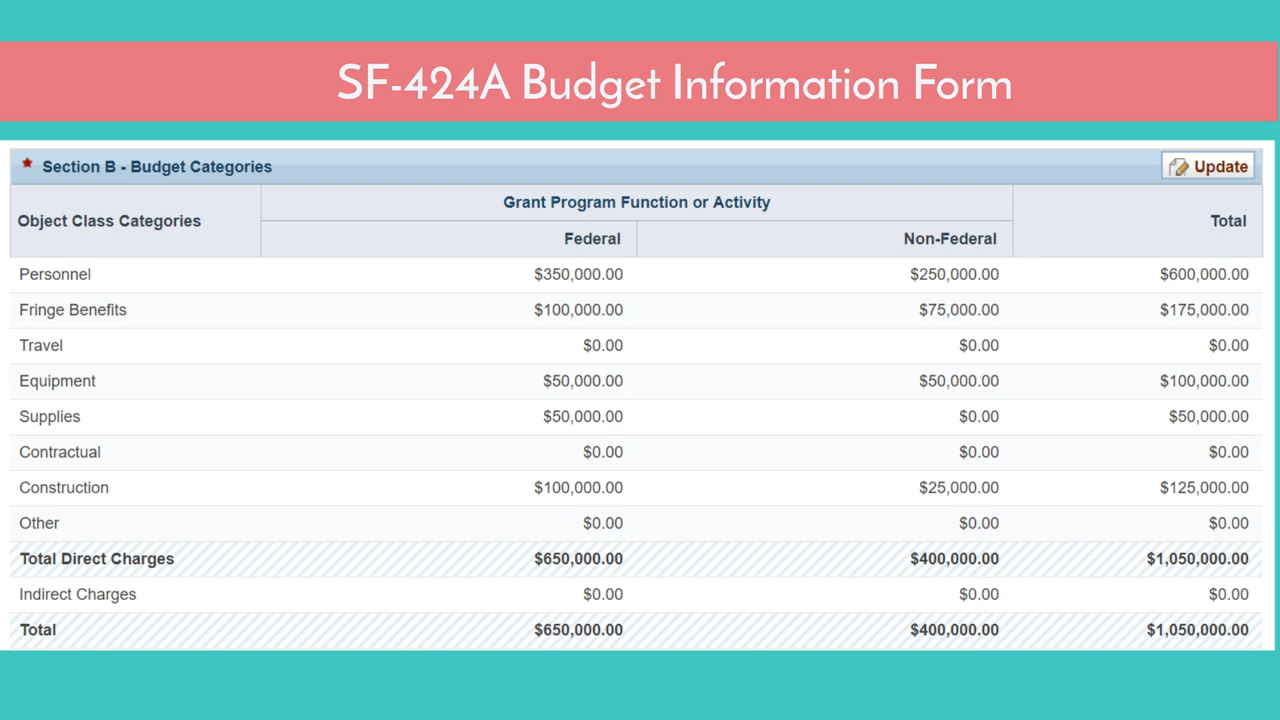 SF-424A Budget Information Form
* Section B - Budget Categories Update
Object Class Categories Grant Program Function or Activity Total
Federal Non-Federal
Personnel $350,000.00 $250,000.00 $600,000.00
Fringe Benefits $100,000.00 $75,000.00 $175,000.00
Travel $0.00 $0.00 $0.00
Equipment $50,000.00 $50,000.00 $100,000.00
Supplies $50,000.00 $0.00 $50,000.00
Contractual $0.00 $0.00 $0.00
Construction $100,000.00 $25,000.00 $125,000.00
Other $0.00 $0.00 $0.00
Total Direct Charges $650,000.00 $400,000.00 $1,050,000.00
Indirect Charges $0.00 $0.00 $0.00
Total $650,000.00 $400,000.00 $1,050,000.00